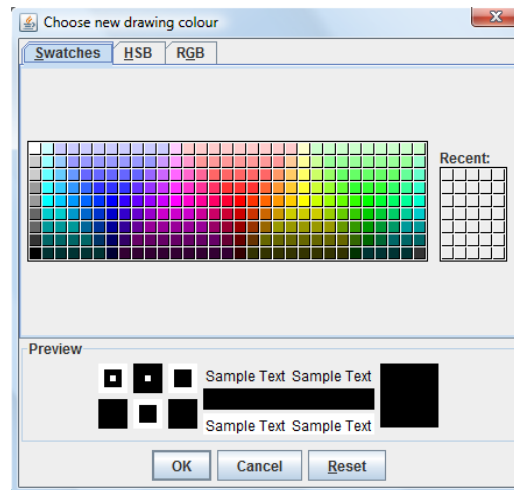 Choose new drawing colour
Swatches HSB RGB
Recent:
Preview
Sample Text Sample Text
Sample Text Sample Text
OK Cancel Reset